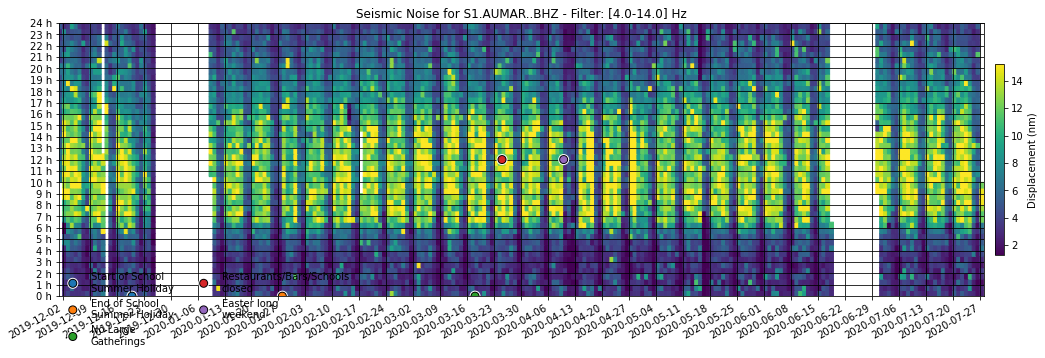 Seismic Noise for S1.AUMAR..BHZ - Filter: [4.0-14.0] Hz
24 h
23 h
22 h
21 h
20 h
19 h
18 h
17 h
16 h
15 h
14 h
13 h
12 h
11 h
10 h
9 h
8 h
7 h
6 h
5 h
4 h
3 h
2 h
1 h
0 h
14
12
10
8
6
4
2
Displacement (nm)
Start of School
Summer Holiday
End of School
Summer Holiday
No Large
Gatherings
Restaurants/Bars/Schools
closed
Easter long
weekend
2019-12-02
2020-01-06
2020-01-13
2020-02-03
2020-02-10
2020-02-17
2020-02-24
2020-03-02
2020-03-09
2020-03-16
2020-03-23
2020-03-30
2020-04-06
2020-04-13
2020-04-20
2020-04-27
2020-05-04
2020-05-11
2020-05-18
2020-05-25
2020-06-01
2020-06-08
2020-06-15
2020-06-22
2020-06-29
2020-07-06
2020-07-13
2020-07-20
2020-07-27